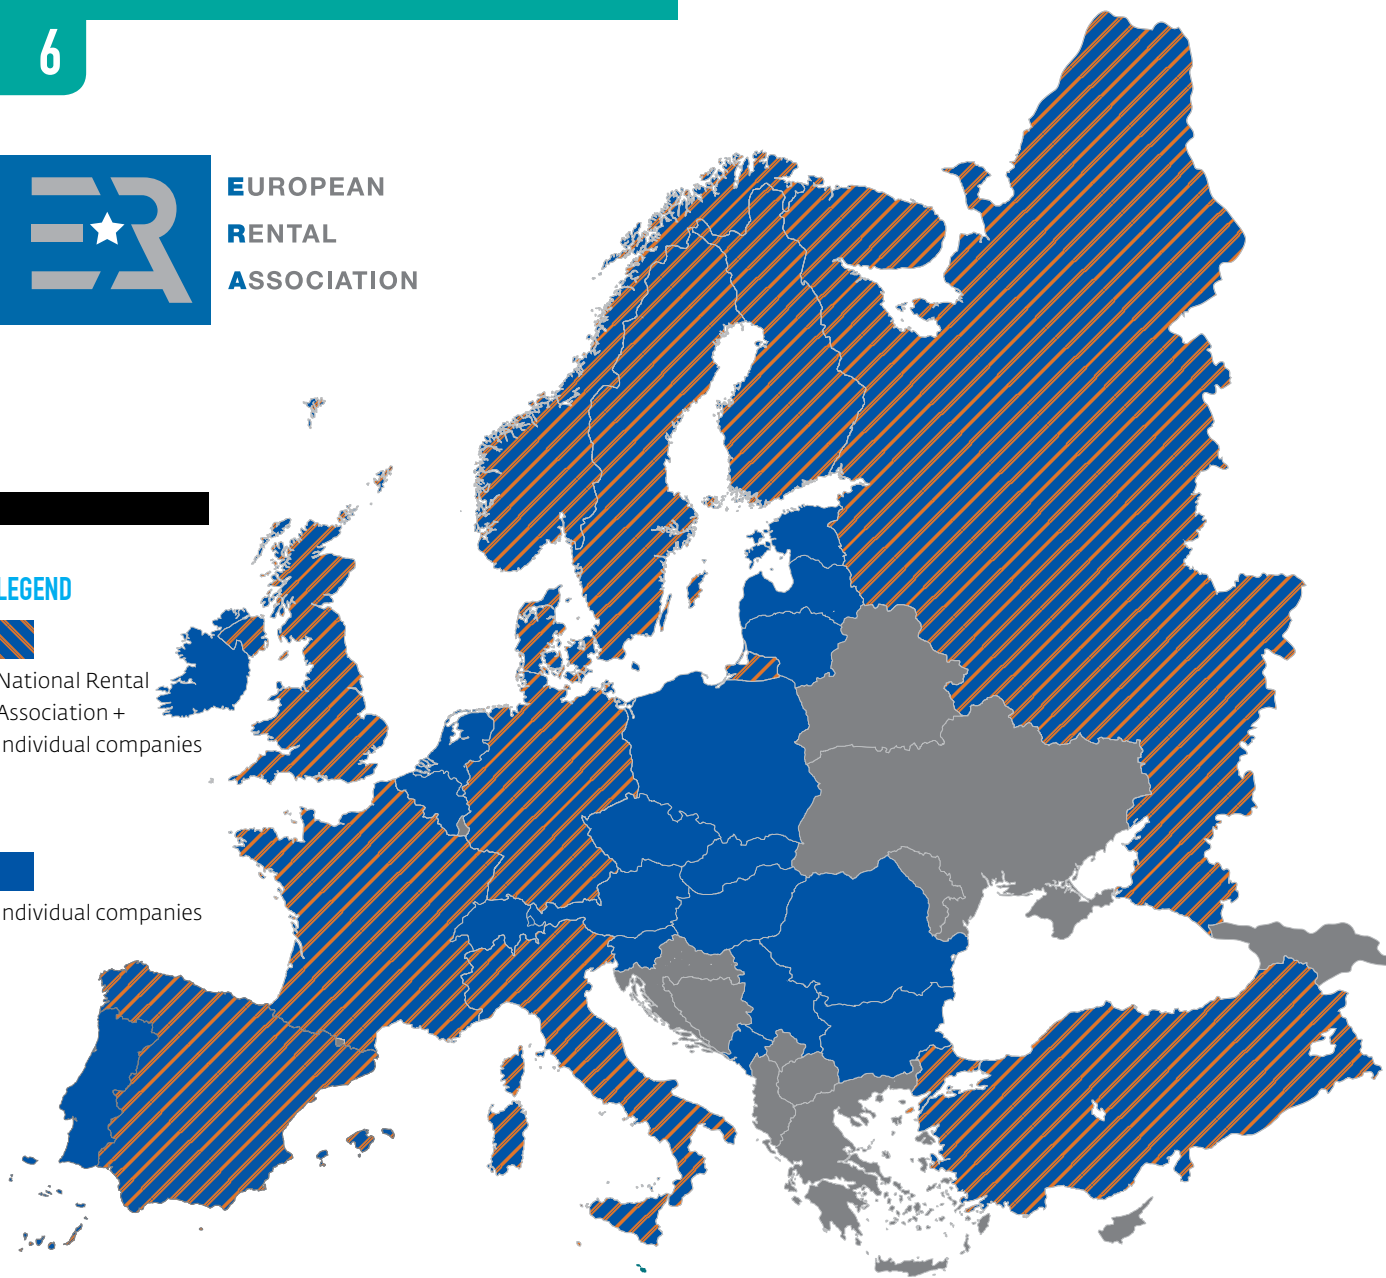 6
EUROPEAN
RENTAL
ASSOCIATION
LEGEND
National Rental
Association +
individual companies
individual companies